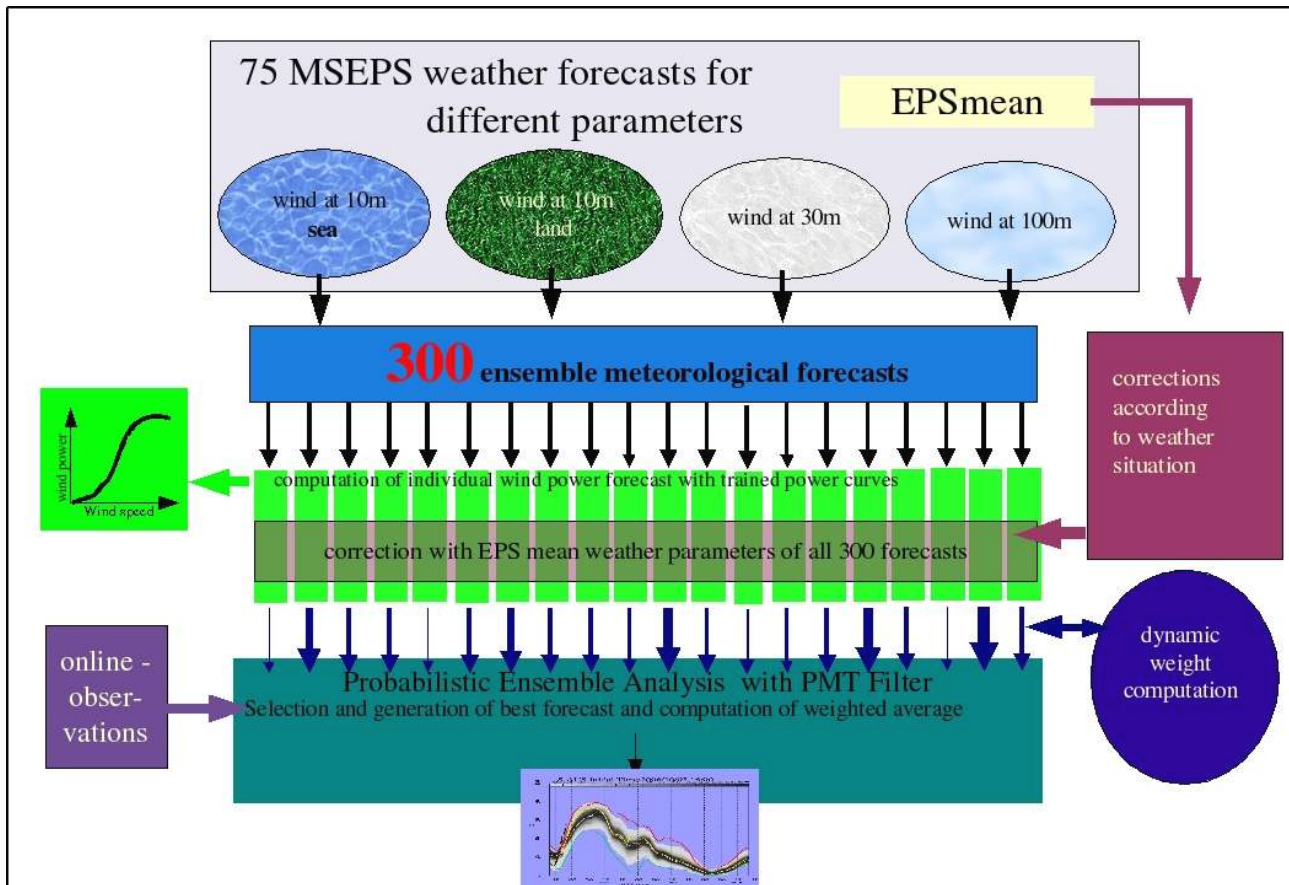 75 MSEPS weather forecasts for
different parameters
EPSmean
wind at 10m
sea
wind at 10m
land
wind at 30m
wind at 100m
300 ensemble meteorological forecasts
corrections
according
to weather
situation
wind power
Wind speed
computation of individual wind power forecast with trained power curves
correction with EPS mean weather parameters of all 300 forecasts
online -
obser-
vations
dynamic
weight
computation
Probabilistic Ensemble Analysis with PMT Filter
Selection and generation of best forecast and computation of weighted average